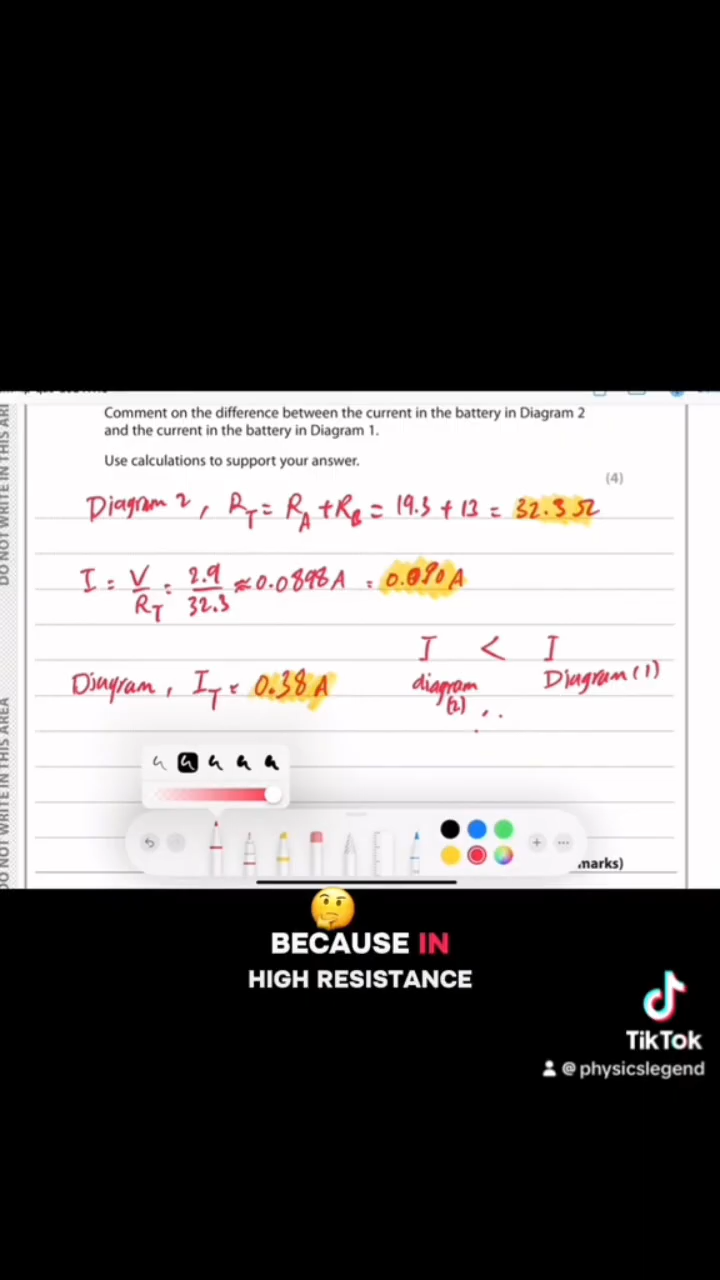 Comment on the difference between the current in the battery in Diagram 2
and the current in the battery in Diagram 1.
Use calculations to support your answer.
(4)
Diagram 2, RT = RA + RB = 19.3 + 13 = 32.3 Ω
I = V/RT = 2.9/32.3 ≈ 0.0898 A = 0.090 A
I < I
diagram (2) Diagram (1)
Diagram, IT = 0.38 A
marks)
DO NOT WRITE IN THIS AREA
🤔
BECAUSE IN
HIGH RESISTANCE
TikTok
@physicslegend